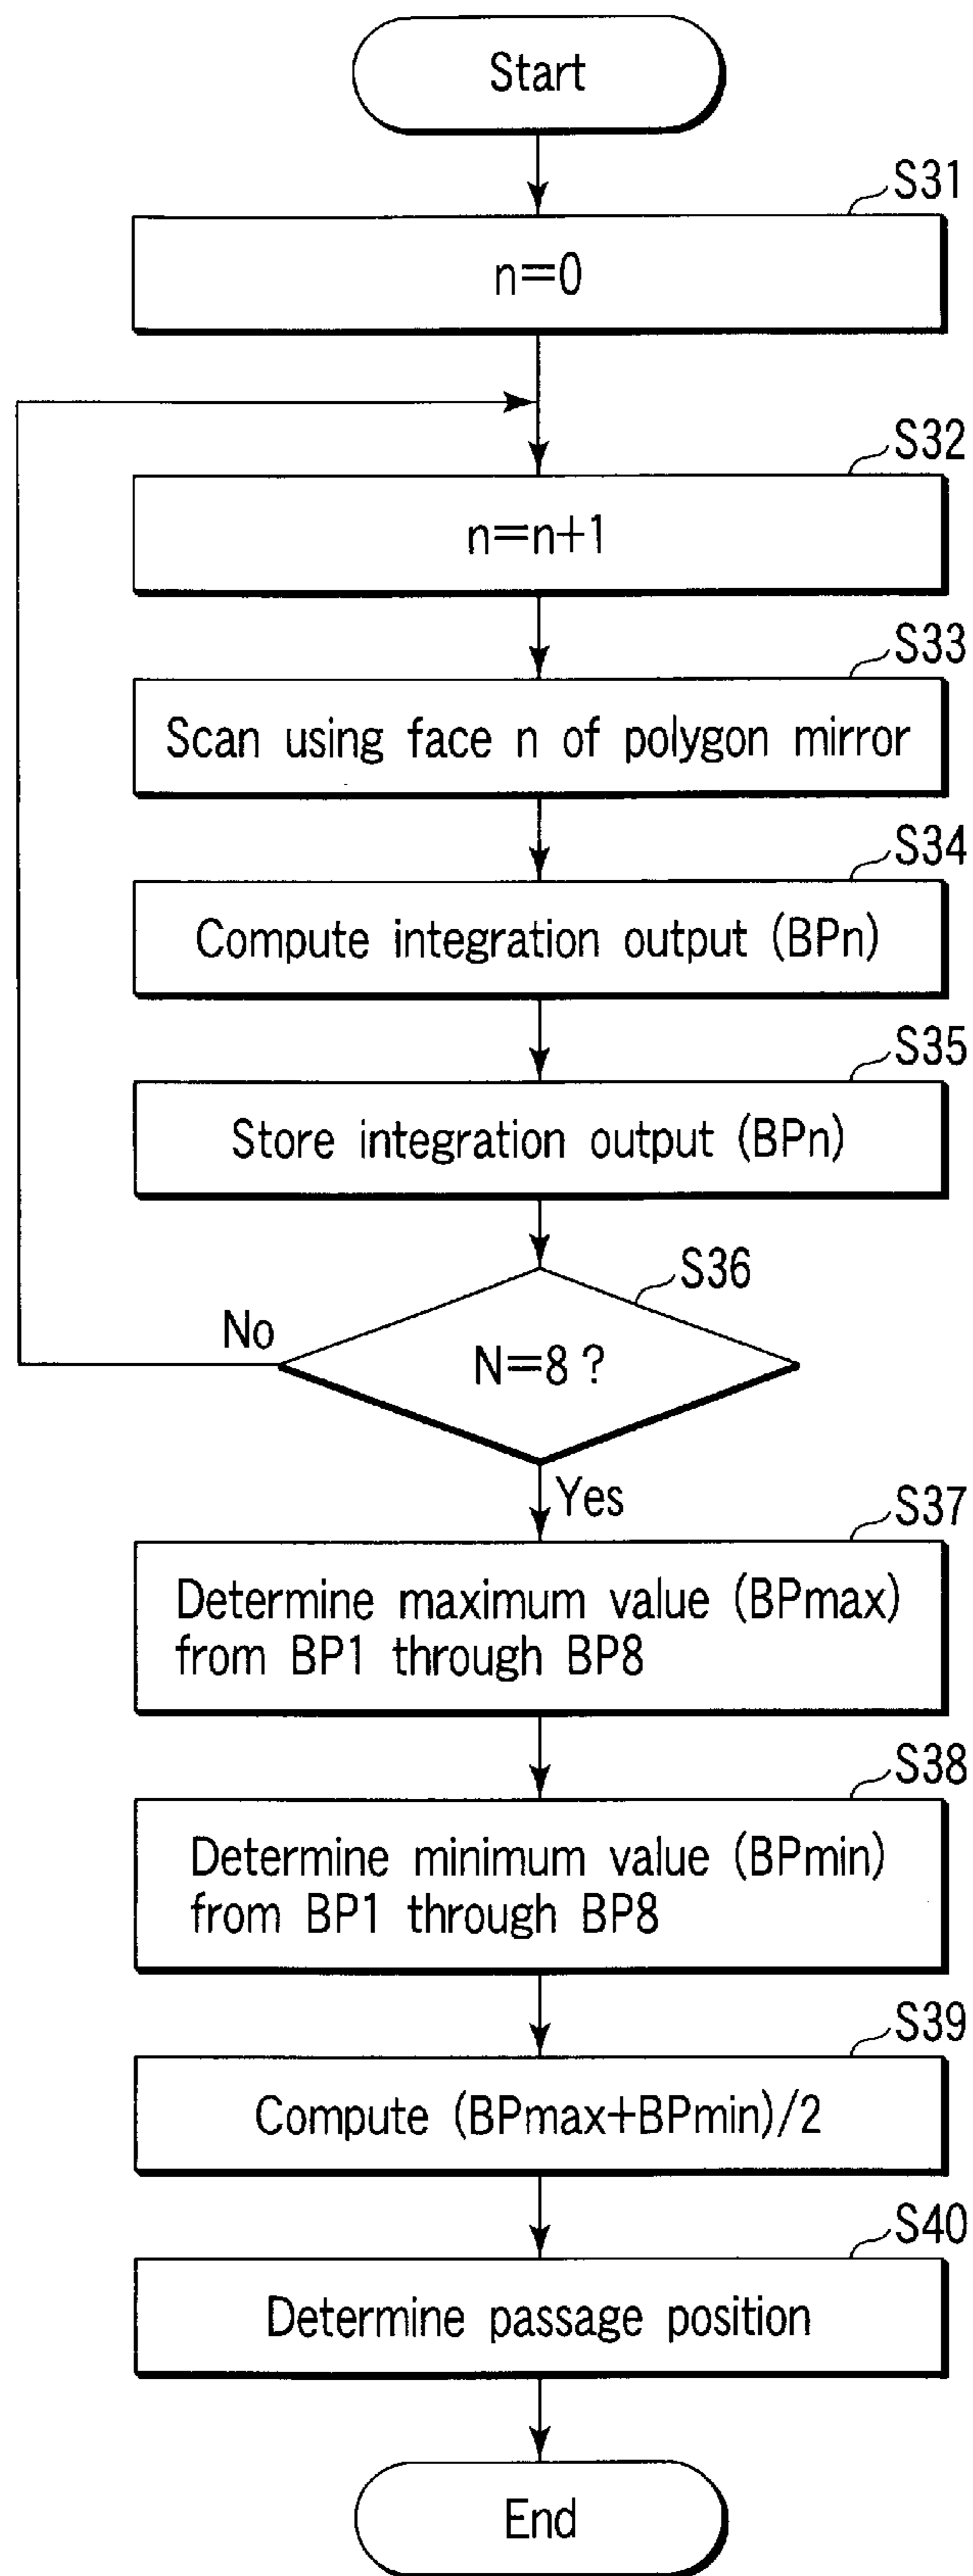 Start
S31
n=0
S32
n=n+1
S33
Scan using face n of polygon mirror
S34
Compute integration output (BPn)
S35
Store integration output (BPn)
S36
No
N=8 ?
Yes
S37
Determine maximum value (BPmax)
from BP1 through BP8
S38
Determine minimum value (BPmin)
from BP1 through BP8
S39
Compute (BPmax+BPmin)/2
S40
Determine passage position
End